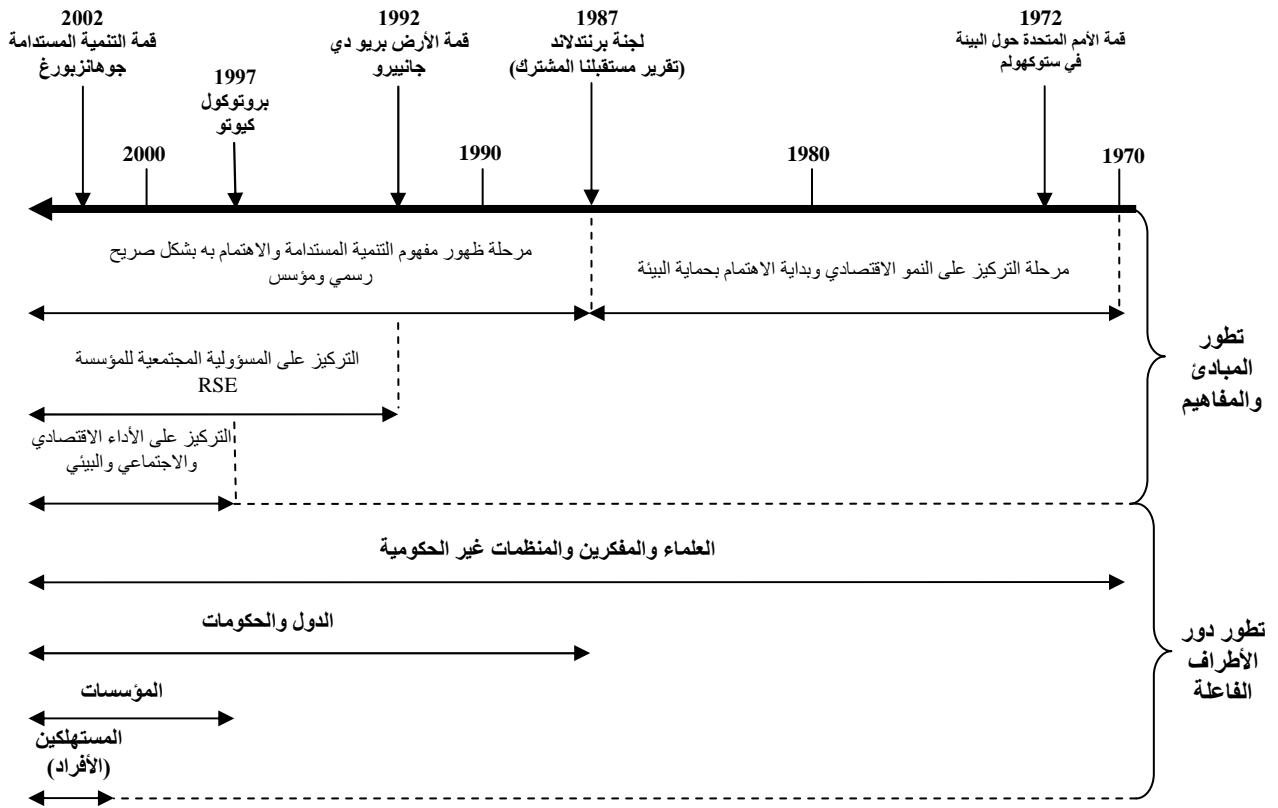 1972
قمة الأمم المتحدة حول البيئة
في ستوكهولم
1987
لجنة برنتدلاند
(تقرير مستقبلنا المشترك)
1992
قمة الأرض بريو دي
جانييرو
1997
بروتوكول
كيوتو
2002
قمة التنمية المستدامة
جوهانزبورغ
1970
1980
1990
2000
مرحلة التركيز على النمو الاقتصادي وبداية الاهتمام بحماية البيئة
مرحلة ظهور مفهوم التنمية المستدامة والاهتمام به بشكل صريح
رسمي ومؤسس
التركيز على المسؤولية المجتمعية للمؤسسة
RSE
التركيز على الأداء الاقتصادي
والاجتماعي والبيئي
تطور
المبادئ
والمفاهيم
العلماء والمفكرين والمنظمات غير الحكومية
الدول والحكومات
المؤسسات
المستهلكين
(الأفراد)
تطور دور
الأطراف
الفاعلة